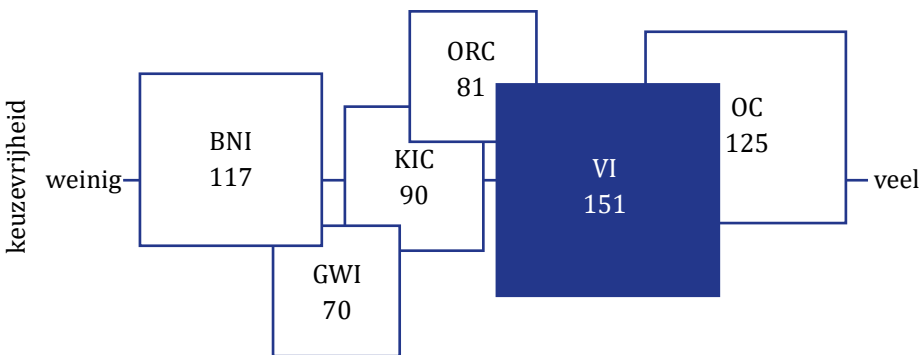 keuzevrijheid
weinig
BNI
117
GWI
70
KIC
90
ORC
81
VI
151
OC
125
veel